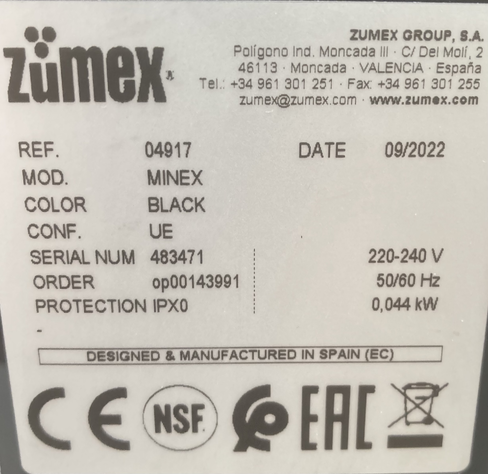 zümex
ZUMEX GROUP, S.A.
Polígono Ind. Moncada III · C/ Del Molí, 2
46113 · Moncada · VALENCIA · España
Tel.: +34 961 301 251 · Fax: +34 961 301 255
zumex@zumex.com · www.zumex.com
REF. 04917 DATE 09/2022
MOD. MINEX
COLOR BLACK
CONF. UE
SERIAL NUM 483471 220-240 V
ORDER op00143991 50/60 Hz
PROTECTION IPX0 0,044 kW
-
DESIGNED & MANUFACTURED IN SPAIN (EC)
CE NSF EAC